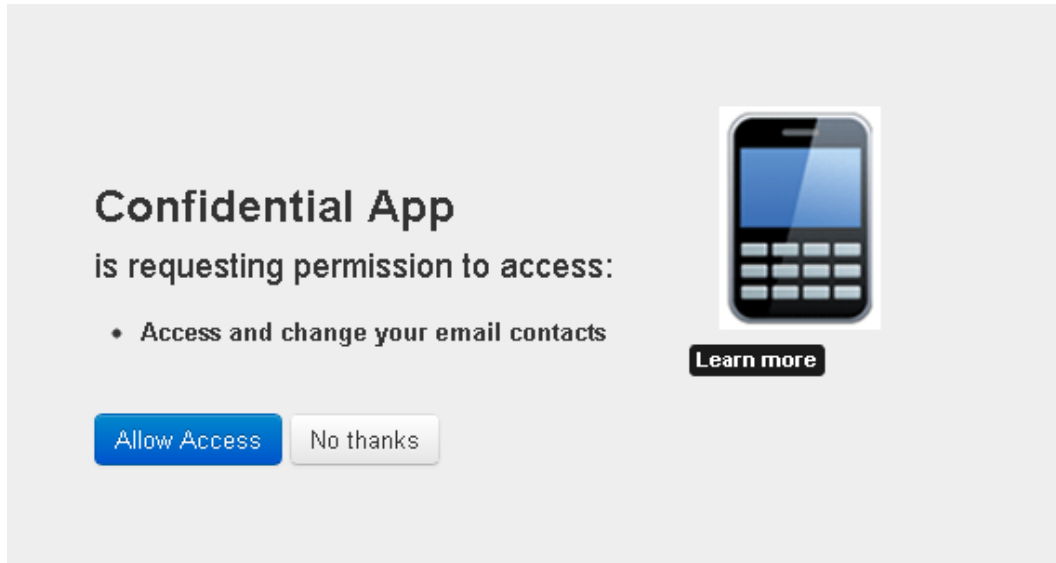 Confidential App
is requesting permission to access:
• Access and change your email contacts
Learn more
Allow Access
No thanks